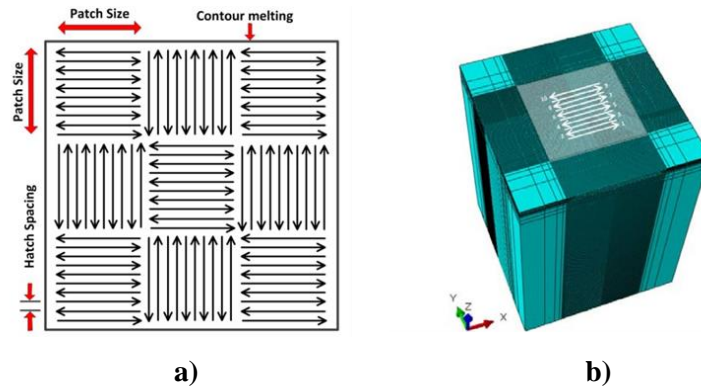 Patch Size
Contour melting
Patch Size
Hatch Spacing
Y
Z
X
a)
b)